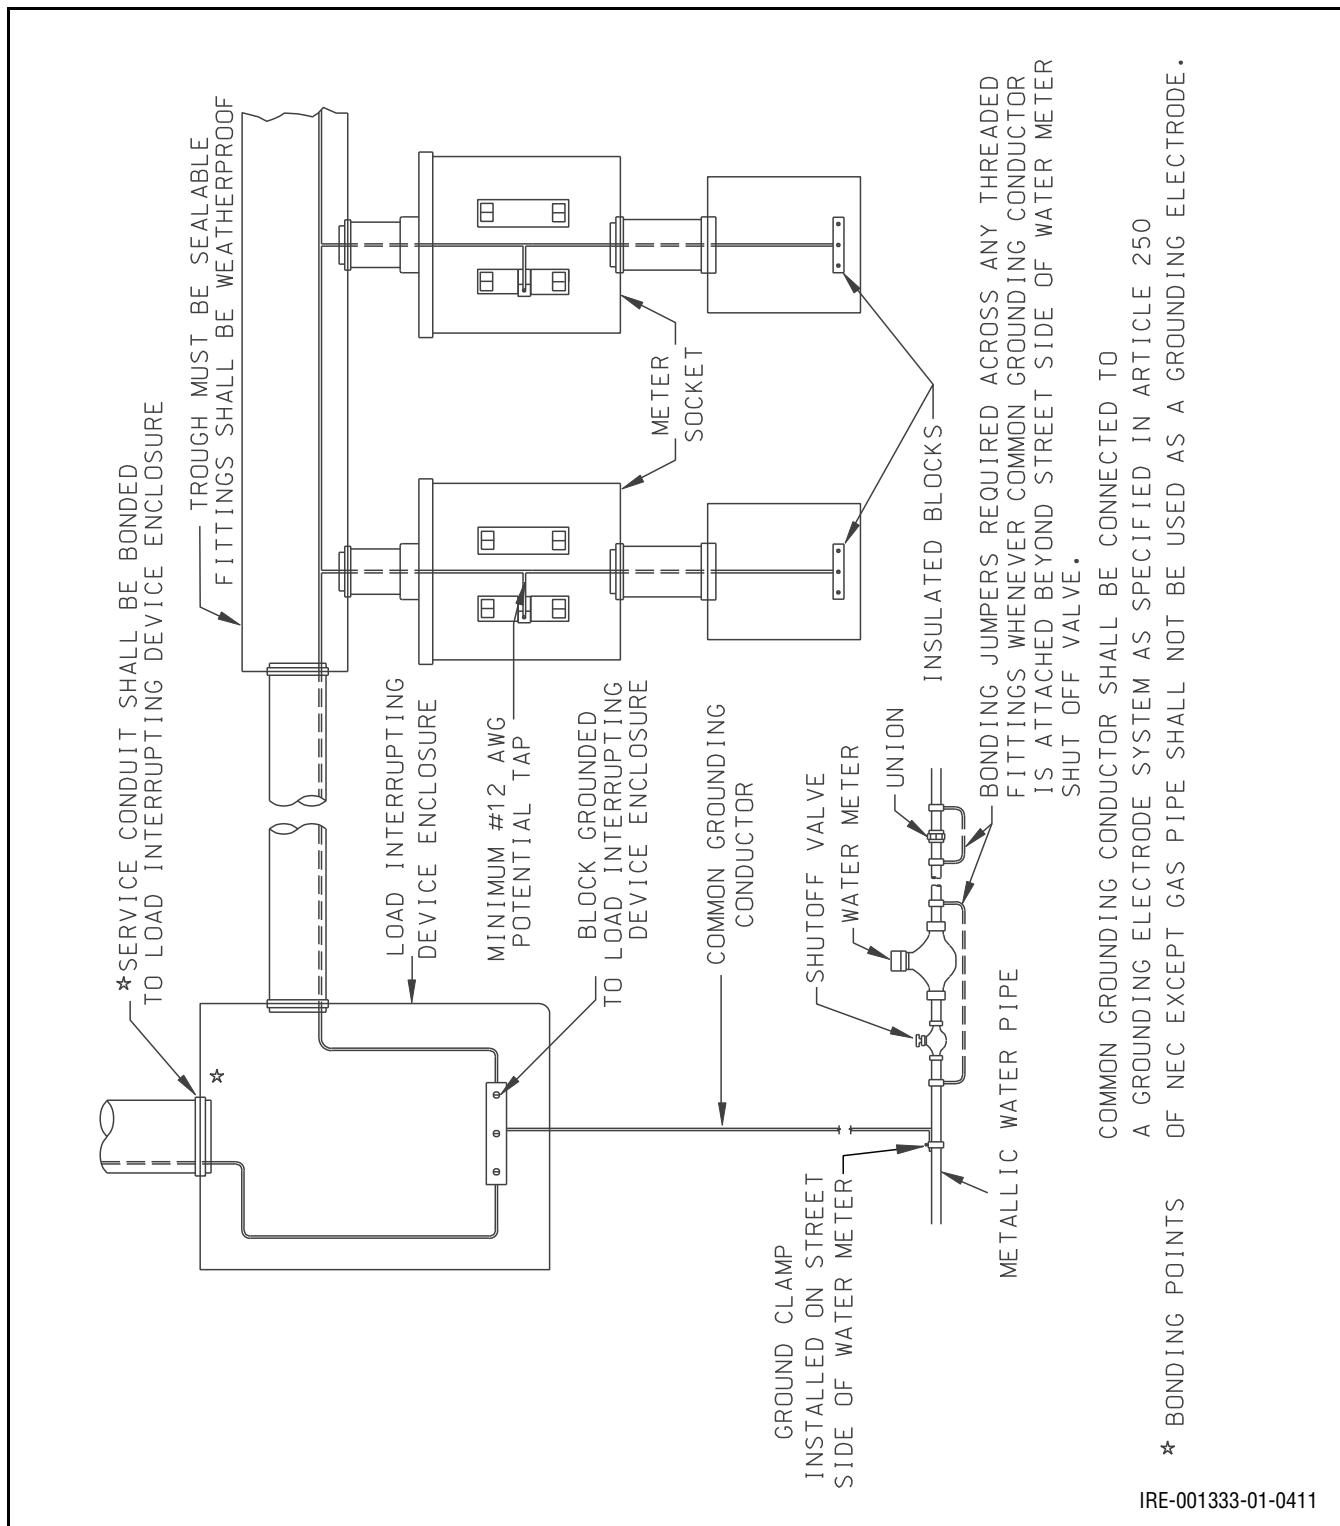 ☆SERVICE CONDUIT SHALL BE BONDED
TO LOAD INTERRUPTING DEVICE ENCLOSURE
TROUGH MUST BE SEALABLE
FITTINGS SHALL BE WEATHERPROOF
☆
LOAD INTERRUPTING
DEVICE ENCLOSURE
MINIMUM #12 AWG
POTENTIAL TAP
BLOCK GROUNDED
TO LOAD INTERRUPTING
DEVICE ENCLOSURE
METER
SOCKET
COMMON GROUNDING
CONDUCTOR
GROUND CLAMP
INSTALLED ON STREET
SIDE OF WATER METER
SHUTOFF VALVE
WATER METER
UNION
INSULATED BLOCKS
METALLIC WATER PIPE
BONDING JUMPERS REQUIRED ACROSS ANY THREADED
FITTINGS WHENEVER COMMON GROUNDING CONDUCTOR
IS ATTACHED BEYOND STREET SIDE OF WATER METER
SHUT OFF VALVE.
COMMON GROUNDING CONDUCTOR SHALL BE CONNECTED TO
A GROUNDING ELECTRODE SYSTEM AS SPECIFIED IN ARTICLE 250
OF NEC EXCEPT GAS PIPE SHALL NOT BE USED AS A GROUNDING ELECTRODE.
☆ BONDING POINTS
IRE-001333-01-0411